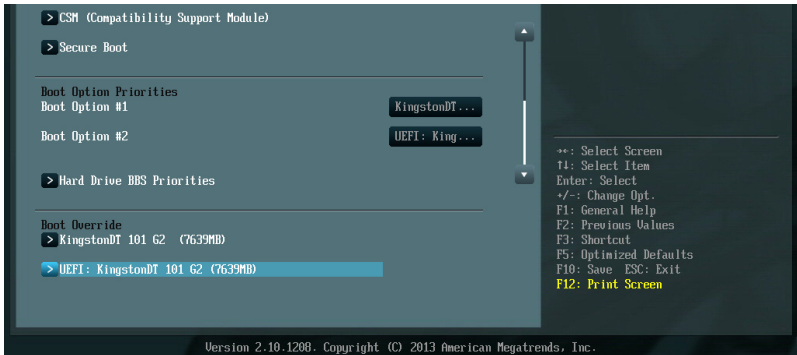 > CSM (Compatibility Support Module)
> Secure Boot
Boot Option Priorities
Boot Option #1 KingstonDT...
Boot Option #2 UEFI: King...
> Hard Drive BBS Priorities
Boot Override
> KingstonDT 101 G2 (7639MB)
> UEFI: KingstonDT 101 G2 (7639MB)
→←: Select Screen
↑↓: Select Item
Enter: Select
+/-: Change Opt.
F1: General Help
F2: Previous Values
F3: Shortcut
F5: Optimized Defaults
F10: Save ESC: Exit
F12: Print Screen
Version 2.10.1208. Copyright (C) 2013 American Megatrends, Inc.